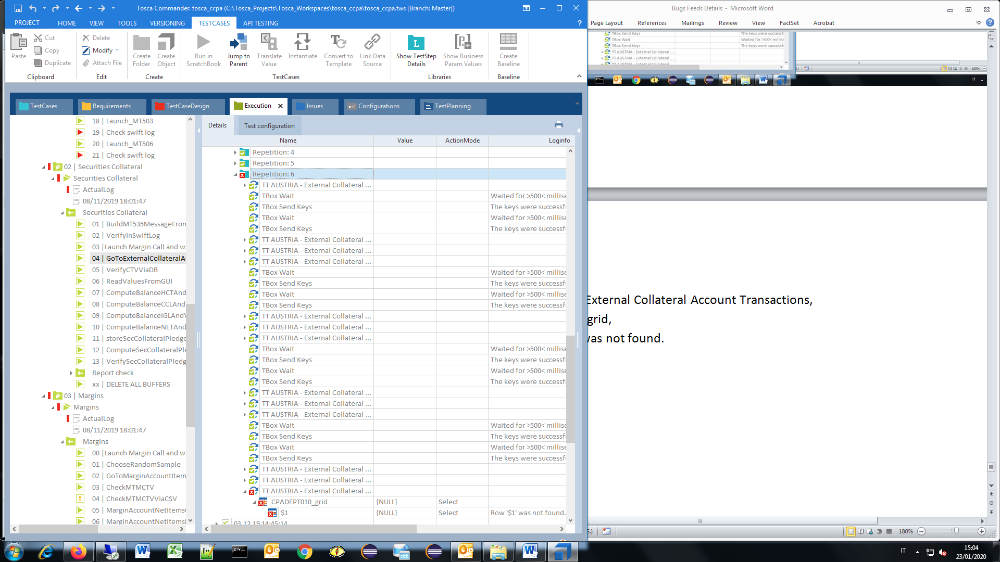 Tosca Commander: tosca_ccpa (C:\Tosca_Projects\Tosca_Workspaces\tosca_ccpa\tosca_ccpa.tws [Branch: Master])
PROJECT HOME VIEW TOOLS VERSIONING TESTCASES API TESTING
Paste
Cut
Copy
Duplicate
Clipboard
Delete
Modify
Attach File
Edit
Create Folder
Create Object
Create
Run in ScratchBook
Jump to Parent
Translate Value
Instantiate
Convert to Template
Link Data Source
TestCases
Show TestStep Details
Show Business Param Values
Libraries
Create Baseline
Baseline
TestCases
Requirements
TestCaseDesign
Execution
Issues
Configurations
TestPlanning
18 | Launch_MT503
19 | Check swift log
20 | Launch_MT506
21 | Check swift log
02 | Securities Collateral
Securities Collateral
ActualLog
08/11/2019 18:01:47
Securities Collateral
01 | BuildMT535MessageFrom
02 | VerifyInSwiftLog
03 |Launch Margin Call and w
04 | GoToExternalCollateralA
05 | VerifyCTVViaDB
06 | ReadValuesFromGUI
07 | ComputeBalanceHCTAnd
08 | ComputeBalanceCCLAnd
09 | ComputeBalanceIGLAnd
10 | ComputeBalanceNETAnd
11 | storeSecCollateralPledge
12 | ComputeSecCollateralPle
13 | VerifySecCollateralPledg
Report check
xx | DELETE ALL BUFFERS
03 | Margins
Margins
ActualLog
08/11/2019 18:01:47
Margins
00 |Launch Margin Call and w
01 | ChooseRandomSample
02 | GoToMarginAccountItem
03 | CheckMTMCTV
04 | CheckMTMCTVViaCSV
05 | MarginAccountNetItems
06 | MarginAccountNetItems
Details
Test configuration
Name Value ActionMode Loginfo
Repetition: 4
Repetition: 5
Repetition: 6
TT AUSTRIA - External Collateral ...
TBox Wait Waited for >500< millise
TBox Send Keys The keys were successf
TBox Wait Waited for >500< millise
TBox Send Keys The keys were successf
TT AUSTRIA - External Collateral ...
TT AUSTRIA - External Collateral ...
TT AUSTRIA - External Collateral ...
TBox Wait Waited for >500< millise
TBox Send Keys The keys were successf
TBox Wait Waited for >500< millise
TBox Send Keys The keys were successf
TT AUSTRIA - External Collateral ...
TT AUSTRIA - External Collateral ...
TT AUSTRIA - External Collateral ...
TBox Wait Waited for >500< millise
TBox Send Keys The keys were successf
TBox Wait Waited for >500< millise
TBox Send Keys The keys were successf
TT AUSTRIA - External Collateral ...
TT AUSTRIA - External Collateral ...
TT AUSTRIA - External Collateral ...
TBox Wait Waited for >500< millise
TBox Send Keys The keys were successf
TBox Wait Waited for >500< millise
TBox Send Keys The keys were successf
TT AUSTRIA - External Collateral ...
TT AUSTRIA - External Collateral ...
TT AUSTRIA - External Collateral ...
CPADEPT010_grid {NULL} Select
$1 {NULL} Select Row '$1' was not found.
03.12.19 14:45:14
Bugs Feeds Details - Microsoft Word
Page Layout References Mailings Review View FactSet Acrobat
TBox Send Keys The keys were successf
TBox Wait Waited for >500< millise
TBox Send Keys The keys were successf
TT AUSTRIA - External Collateral ...
TT AUSTRIA - External Collateral ...
TT AUSTRIA - External Collateral
180%
IT
External Collateral Account Transactions,
grid,
was not found.
180%
IT
15:04
23/01/2020